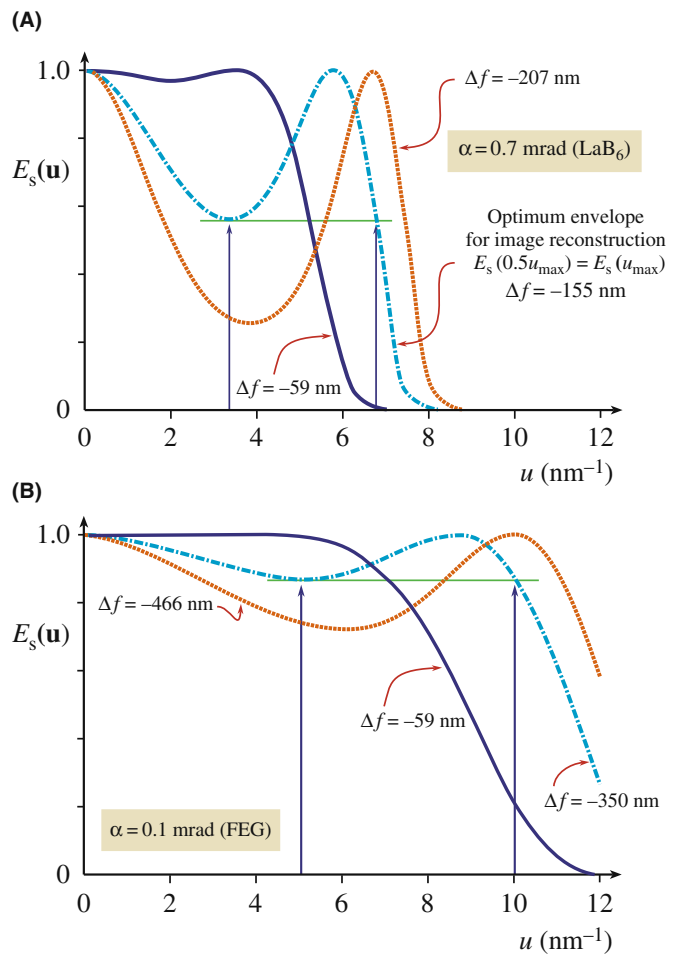 (A)
1.0
Δf = –207 nm
α = 0.7 mrad (LaB₆)
Eₛ(u)
Optimum envelope
for image reconstruction
Eₛ (0.5uₘₐₓ) = Eₛ (uₘₐₓ)
Δf = –155 nm
Δf = –59 nm
0
0 2 4 6 8 10 12
u (nm⁻¹)
(B)
1.0
Δf = –466 nm
Eₛ(u)
Δf = –59 nm
Δf = –350 nm
α = 0.1 mrad (FEG)
0
0 2 4 6 8 10 12
u (nm⁻¹)